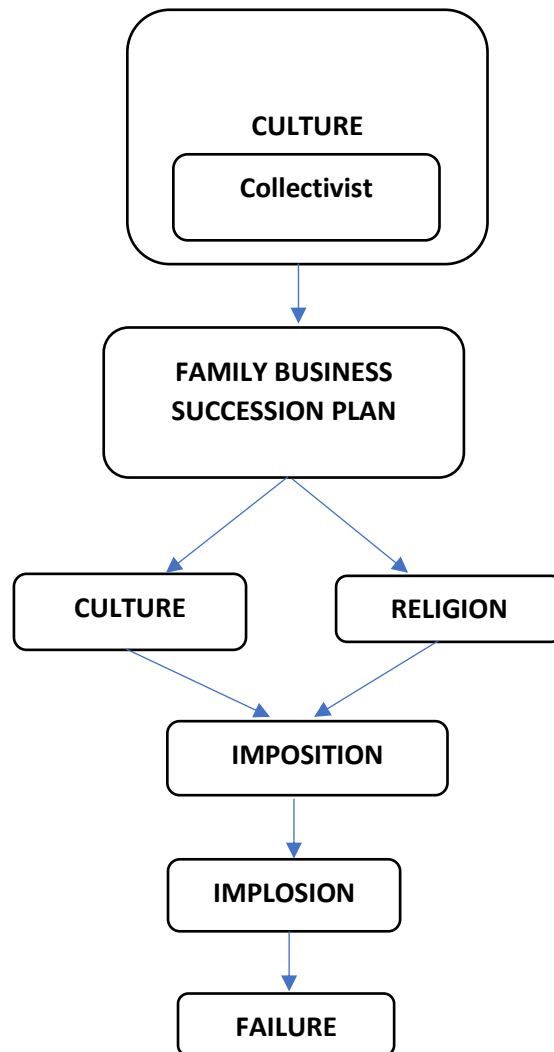 CULTURE
Collectivist
FAMILY BUSINESS
SUCCESSION PLAN
CULTURE
RELIGION
IMPOSITION
IMPLOSION
FAILURE